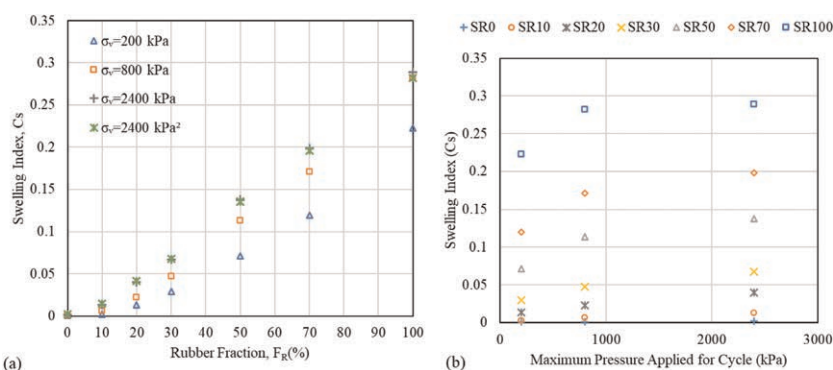 0.35
0.3
0.25
0.2
0.15
0.1
0.05
0
Swelling Index, Cs
σv=200 kPa
σv=800 kPa
σv=2400 kPa
σv=2400 kPa²
0 10 20 30 40 50 60 70 80 90 100
Rubber Fraction, FR(%)
(a)
SR0 SR10 SR20 SR30 SR50 SR70 SR100
0.35
0.3
0.25
0.2
0.15
0.1
0.05
0
Swelling Index (Cs)
0 1000 2000 3000
Maximum Pressure Applied for Cycle (kPa)
(b)